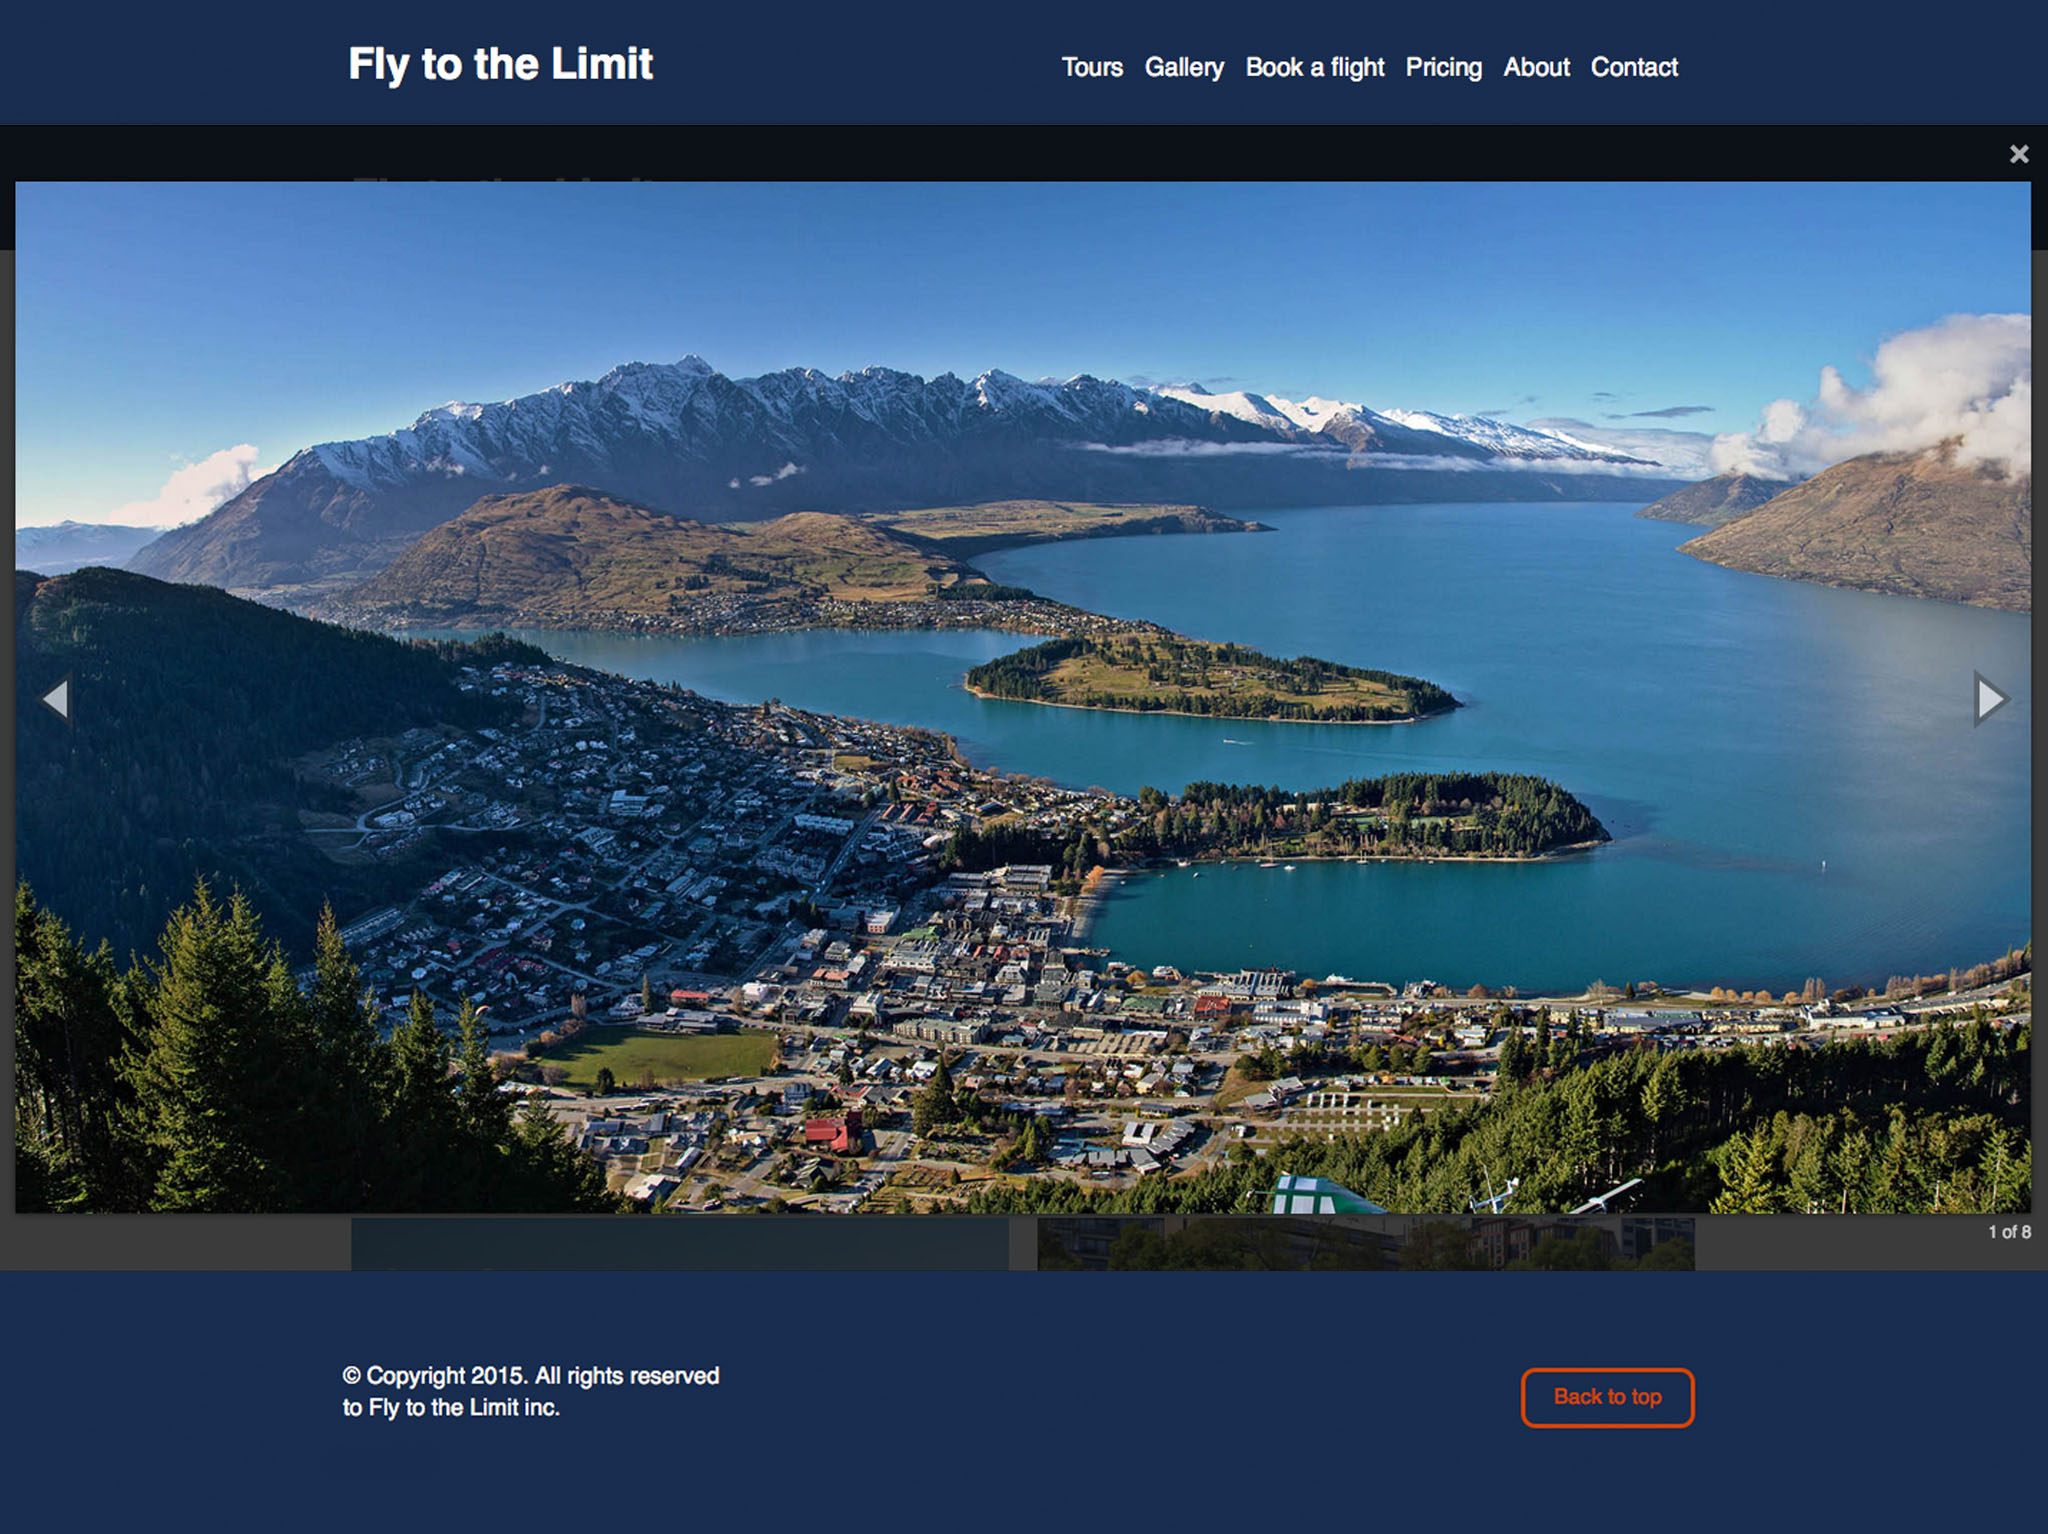 Fly to the Limit
Tours Gallery Book a flight Pricing About Contact
1 of 8
© Copyright 2015. All rights reserved
to Fly to the Limit inc.
Back to top